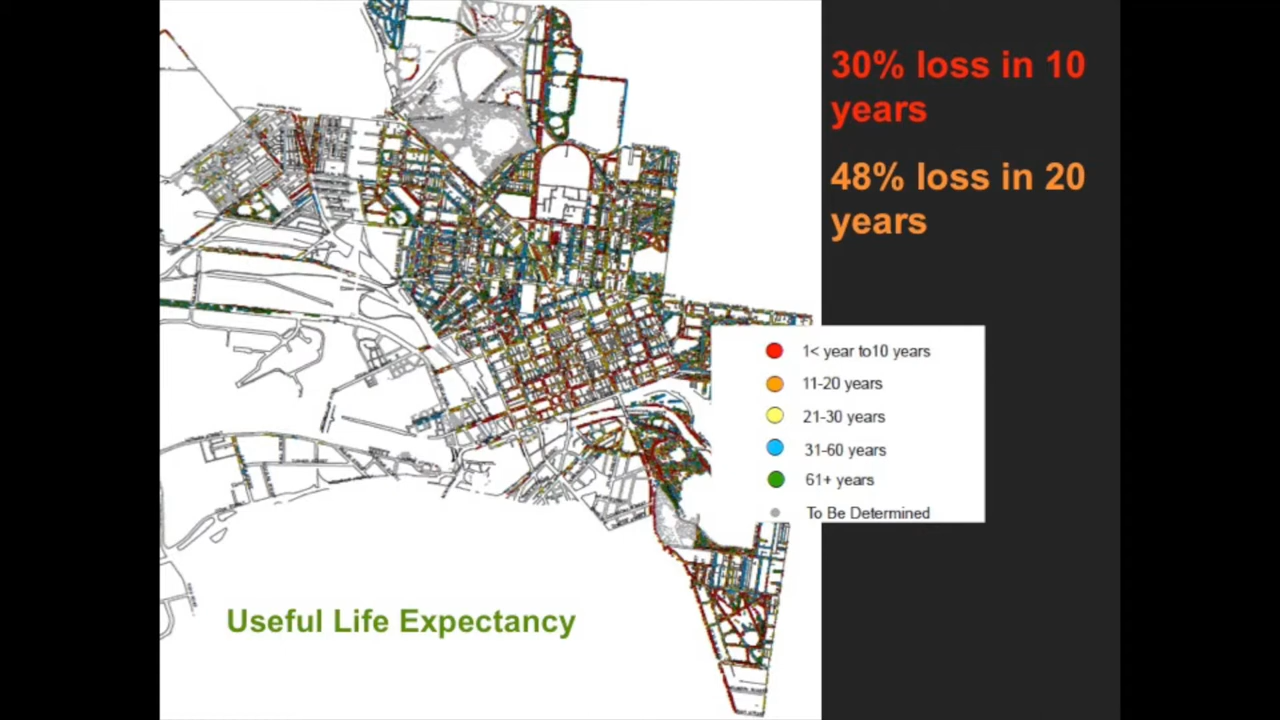 30% loss in 10
years
48% loss in 20
years
1< year to10 years
11-20 years
21-30 years
31-60 years
61+ years
To Be Determined
Useful Life Expectancy